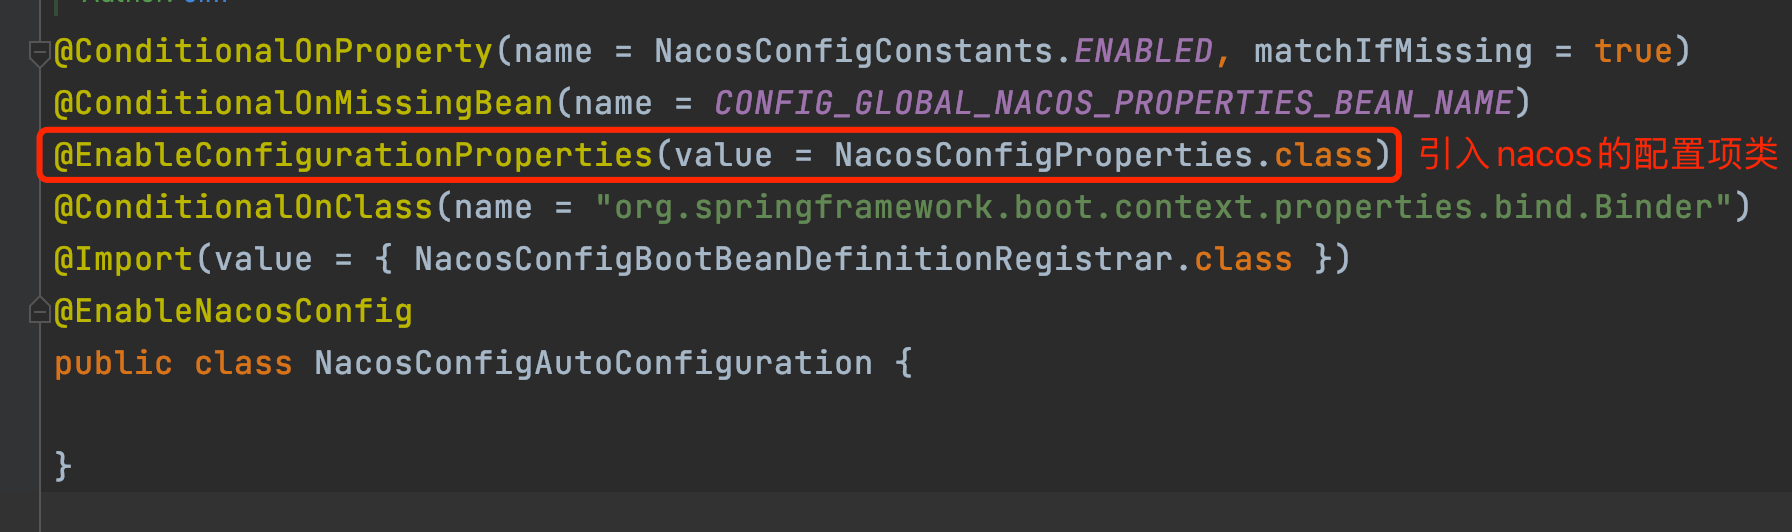 @ConditionalOnProperty(name = NacosConfigConstants.ENABLED, matchIfMissing = true)
@ConditionalOnMissingBean(name = CONFIG_GLOBAL_NACOS_PROPERTIES_BEAN_NAME)
@EnableConfigurationProperties(value = NacosConfigProperties.class) 引入nacos的配置项类
@ConditionalOnClass(name = "org.springframework.boot.context.properties.bind.Binder")
@Import(value = { NacosConfigBootBeanDefinitionRegistrar.class })
@EnableNacosConfig
public class NacosConfigAutoConfiguration {
}